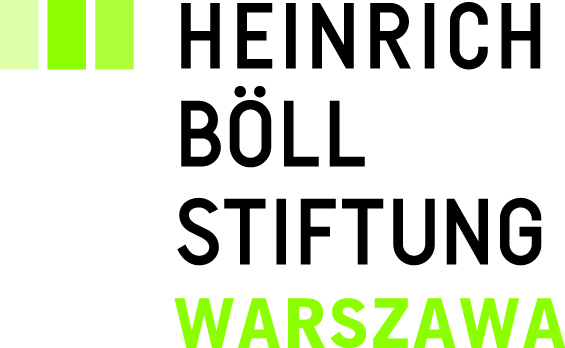 HEINRICH
BÖLL
STIFTUNG
WARSZAWA